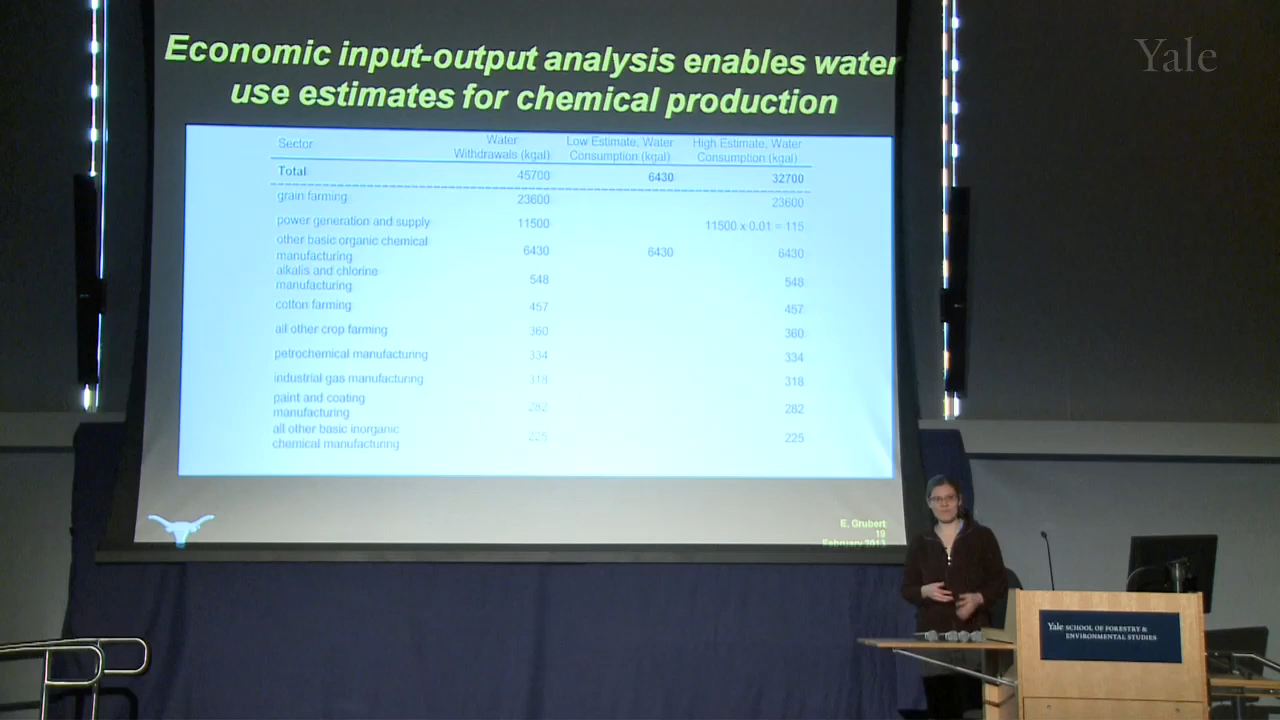 Yale
Economic input-output analysis enables water
use estimates for chemical production
Sector Water Withdrawals (kgal) Low Estimate, Water Consumption (kgal) High Estimate, Water Consumption (kgal)
Total 45700 6430 32700
grain farming 23600 23600
power generation and supply 11500 11500 x 0.01 = 115
other basic organic chemical manufacturing 6430 6430 6430
alkalis and chlorine manufacturing 548 548
cotton farming 457 457
all other crop farming 360 360
petrochemical manufacturing 334 334
industrial gas manufacturing 318 318
paint and coating manufacturing 282 282
all other basic inorganic chemical manufacturing 225 225
E. Grubert
19
February 2013
Yale SCHOOL OF FORESTRY &
ENVIRONMENTAL STUDIES